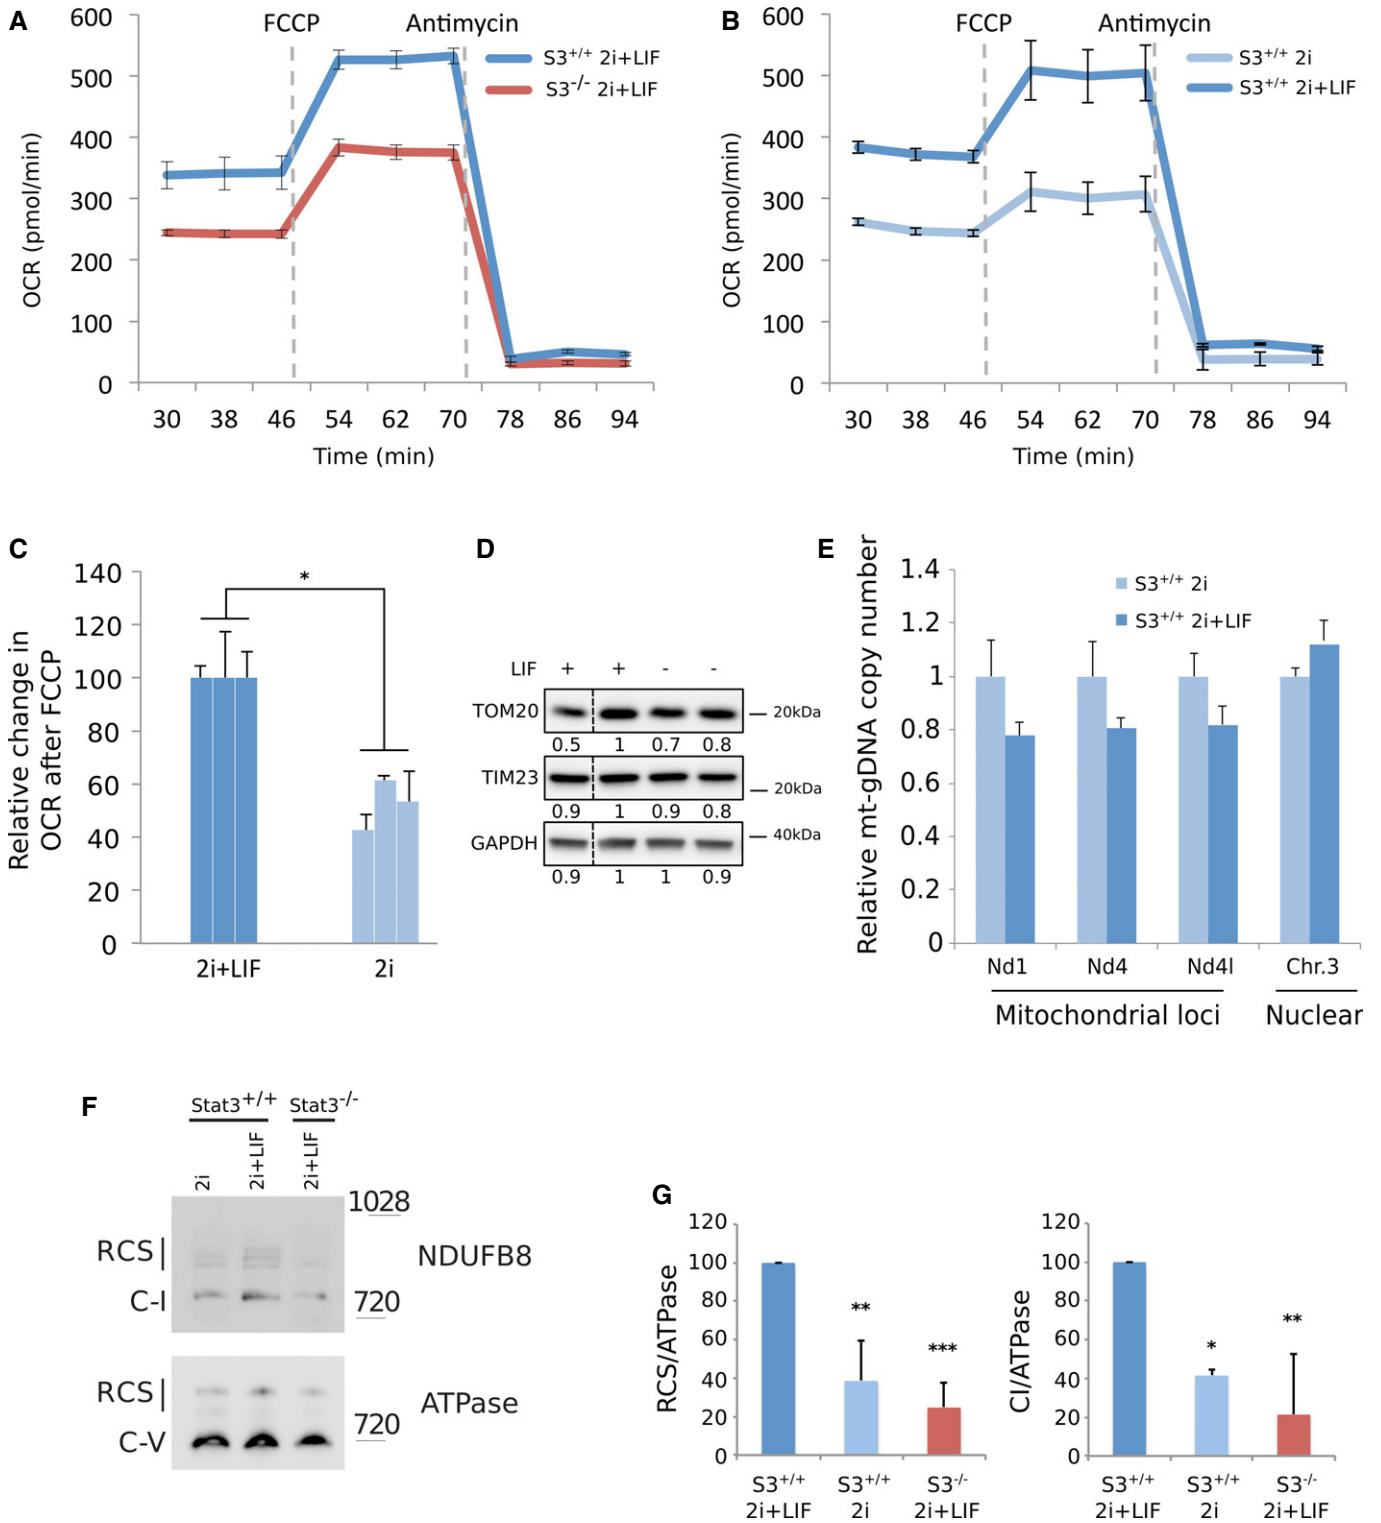 A
600
500
400
300
200
100
0
OCR (pmol/min)
FCCP
Antimycin
S3+/+ 2i+LIF
S3-/- 2i+LIF
30 38 46 54 62 70 78 86 94
Time (min)
B
600
500
400
300
200
100
0
OCR (pmol/min)
FCCP
Antimycin
S3+/+ 2i
S3+/+ 2i+LIF
30 38 46 54 62 70 78 86 94
Time (min)
C
140
120
100
80
60
40
20
0
Relative change in
OCR after FCCP
*
2i+LIF 2i
D
LIF + + - -
TOM20
20kDa
0.5 1 0.7 0.8
TIM23
20kDa
0.9 1 0.9 0.8
GAPDH
40kDa
0.9 1 1 0.9
E
1.4
1.2
1
0.8
0.6
0.4
0.2
0
Relative mt-gDNA copy number
S3+/+ 2i
S3+/+ 2i+LIF
Nd1 Nd4 Nd4l Chr.3
Mitochondrial loci Nuclear
F
Stat3+/+ Stat3-/-
2i 2i+LIF 2i+LIF
1028
RCS
NDUFB8
C-I
720
RCS
ATPase
720
C-V
G
120
100
80
60
40
20
0
RCS/ATPase
**
***
S3+/+ S3+/+ S3-/-
2i+LIF 2i 2i+LIF
120
100
80
60
40
20
0
CI/ATPase
*
**
S3+/+ S3+/+ S3-/-
2i+LIF 2i 2i+LIF